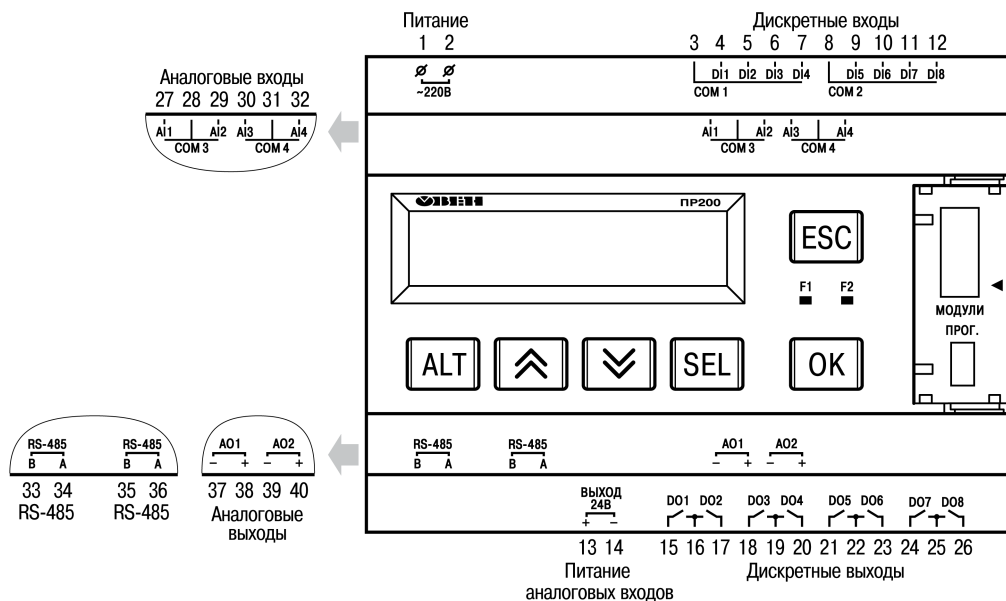 Питание
1 2
Дискретные входы
3 4 5 6 7 8 9 10 11 12
~220В
DI1 DI2 DI3 DI4 DI5 DI6 DI7 DI8
COM 1 COM 2
Аналоговые входы
27 28 29 30 31 32
AI1 AI2 AI3 AI4
COM 3 COM 4
AI1 AI2 AI3 AI4
COM 3 COM 4
ОВЕН ПР200
ESC
F1 F2
МОДУЛИ
ПРОГ.
ALT SEL OK
RS-485 RS-485
B A B A
33 34 35 36
RS-485 RS-485
AO1 AO2
– + – +
37 38 39 40
Аналоговые
выходы
RS-485 RS-485
B A B A
AO1 AO2
– + – +
ВЫХОД
24В
+ –
13 14
Питание
аналоговых входов
DO1 DO2 DO3 DO4 DO5 DO6 DO7 DO8
15 16 17 18 19 20 21 22 23 24 25 26
Дискретные выходы